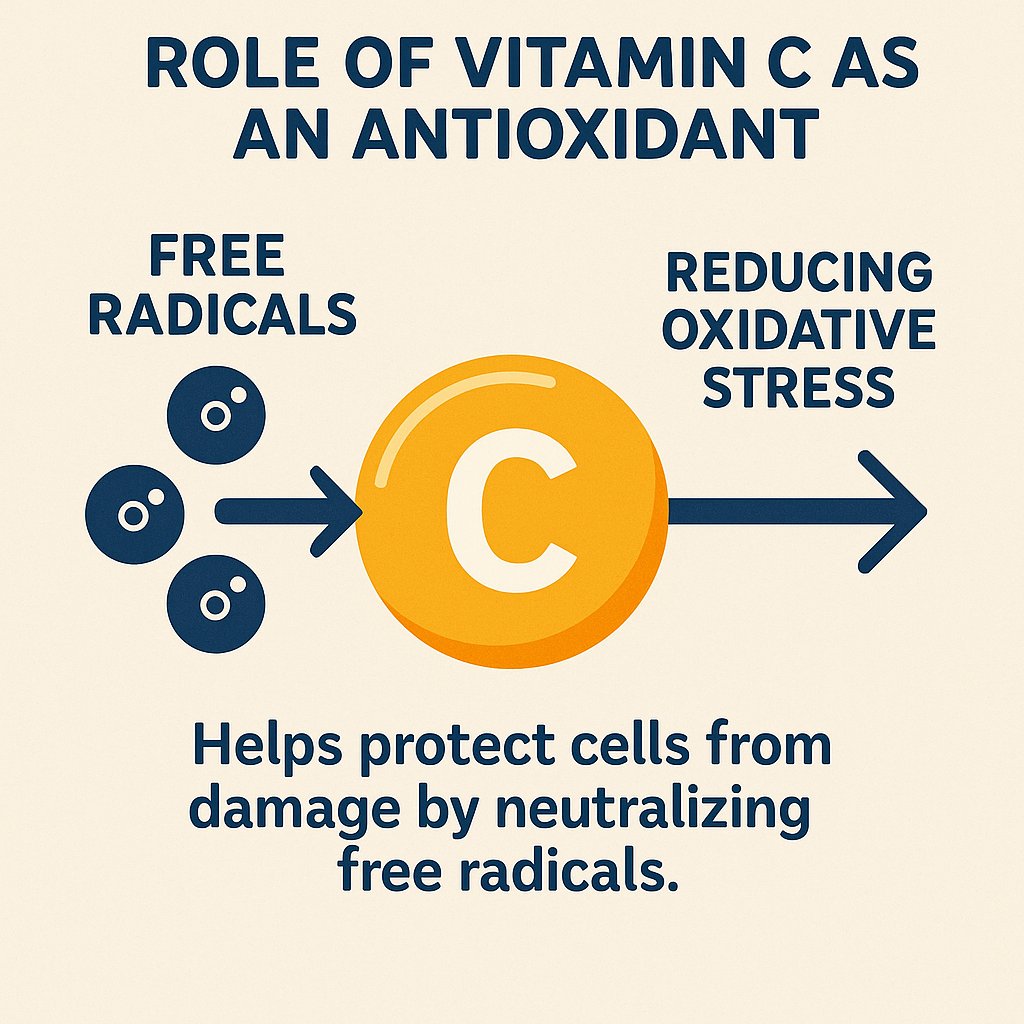 ROLE OF VITAMIN C AS
AN ANTIOXIDANT
FREE
RADICALS
REDUCING
OXIDATIVE
STRESS
O
O
O
C
Helps protect cells from
damage by neutralizing
free radicals.